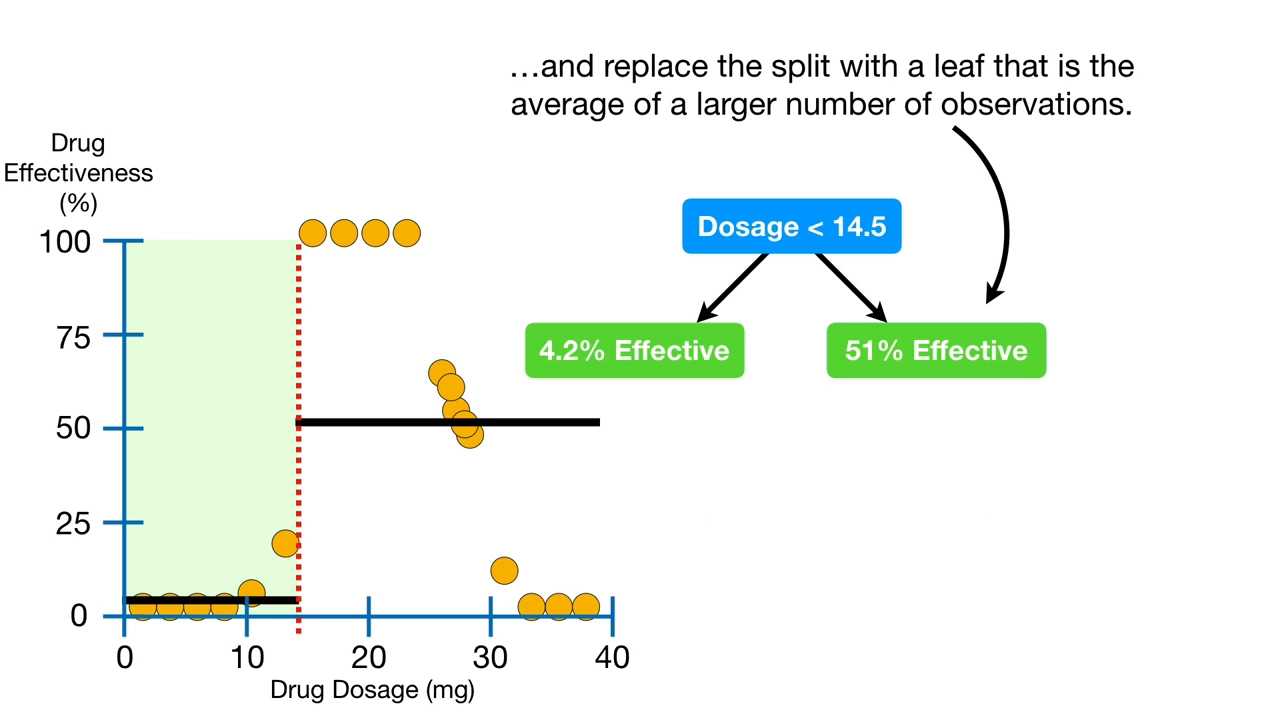 …and replace the split with a leaf that is the
average of a larger number of observations.
Drug
Effectiveness
(%)
Dosage < 14.5
4.2% Effective
51% Effective
100
75
50
25
0
0
10
20
30
40
Drug Dosage (mg)